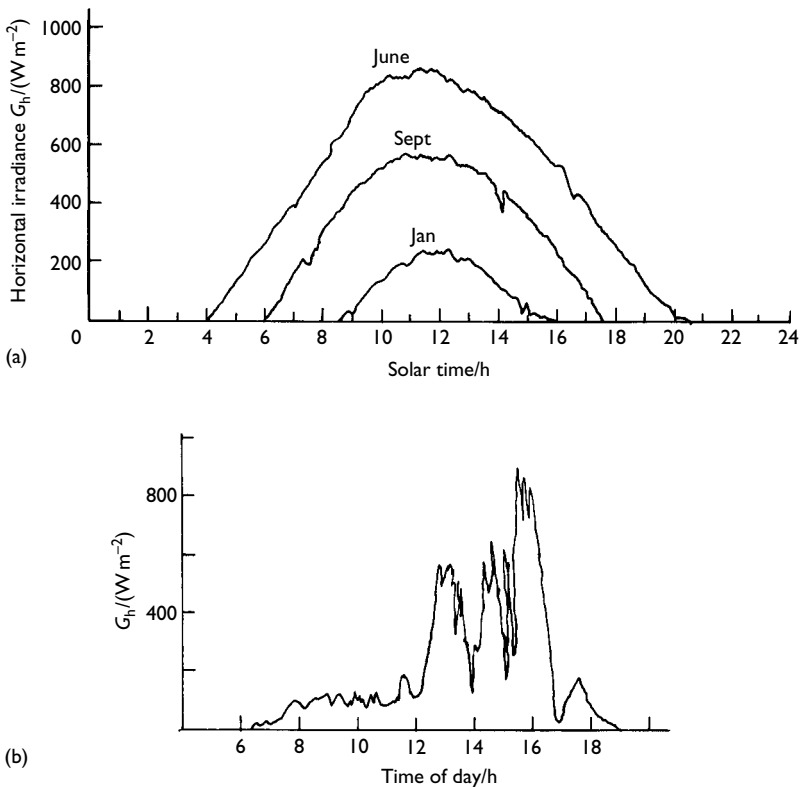 1000
June
800
Horizontal irradiance Gh/(W m−2)
600
Sept
400
Jan
200
0 2 4 6 8 10 12 14 16 18 20 22 24
(a)
Solar time/h
800
Gh/(W m−2)
400
6 8 10 12 14 16 18
(b)
Time of day/h